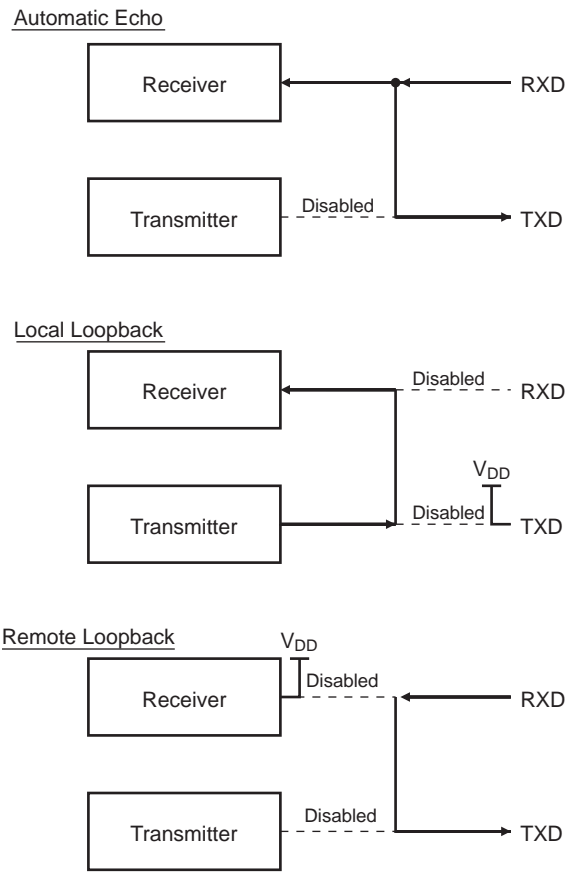 Automatic Echo
Receiver
RXD
Transmitter
Disabled
TXD
Local Loopback
Receiver
Disabled
RXD
VDD
Transmitter
Disabled
TXD
Remote Loopback
VDD
Receiver
Disabled
RXD
Transmitter
Disabled
TXD